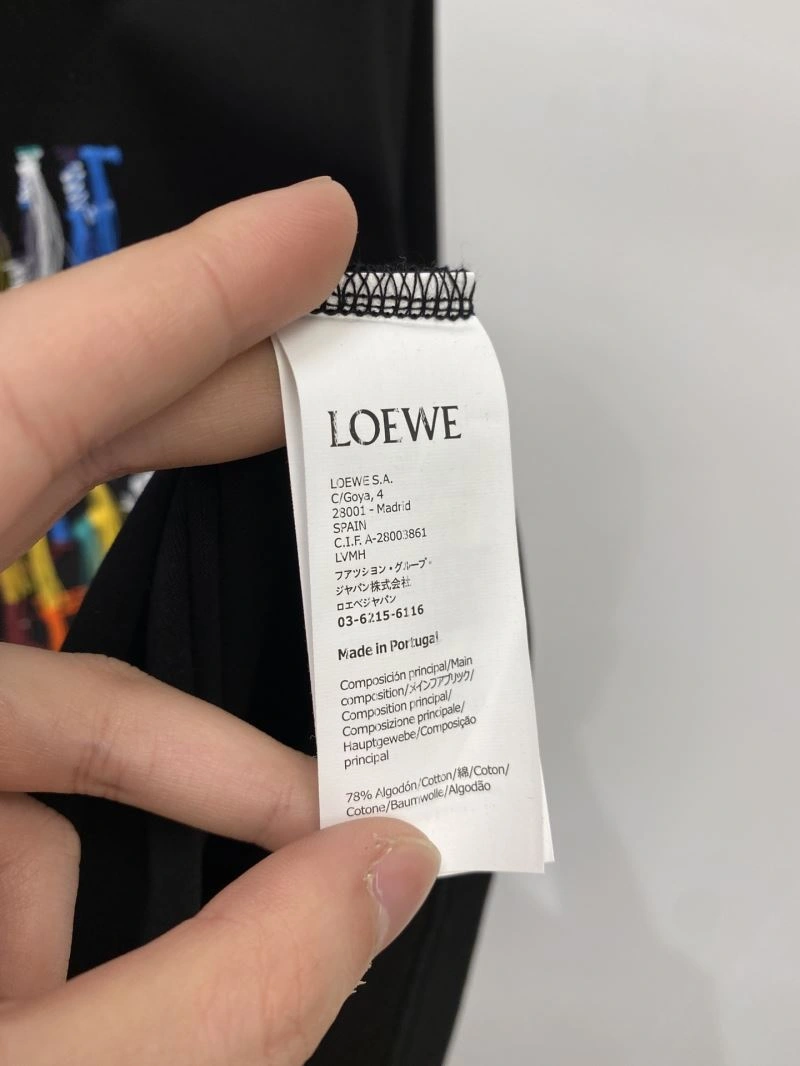 LOEWE
LOEWE S.A.
C/Goya, 4
28001 - Madrid
SPAIN
C.I.F. A-28003861
LVMH
ファッション・グループ・
ジャパン株式会社
ロエベジャパン
03-6215-6116
Made in Portugal
Composición principal/Main
composition/メインファブリック/
Composition principal/
Composizione principale/
Hauptgewebe/Composição
principal
78% Algodón/Cotton/綿/Coton/
Cotone/Baumwolle/Algodão